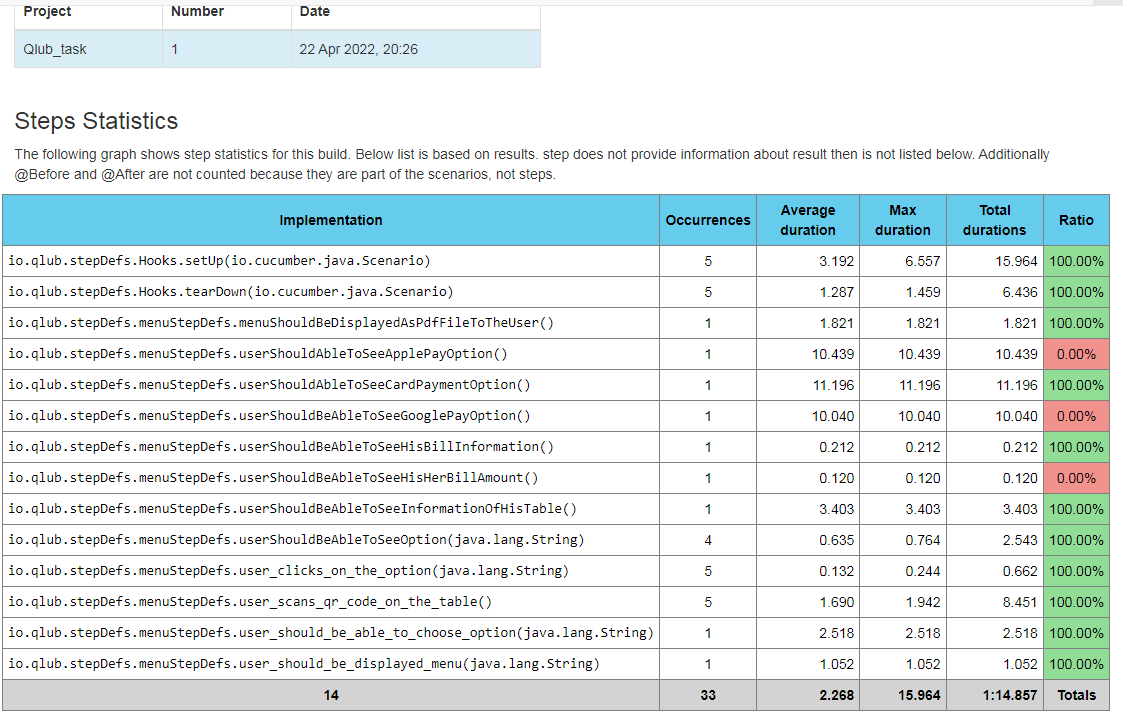 Project Number Date
Qlub_task 1 22 Apr 2022, 20:26
Steps Statistics
The following graph shows step statistics for this build. Below list is based on results. step does not provide information about result then is not listed below. Additionally
@Before and @After are not counted because they are part of the scenarios, not steps.
Implementation Occurrences Average duration Max duration Total durations Ratio
io.qlub.stepDefs.Hooks.setUp(io.cucumber.java.Scenario) 5 3.192 6.557 15.964 100.00%
io.qlub.stepDefs.Hooks.tearDown(io.cucumber.java.Scenario) 5 1.287 1.459 6.436 100.00%
io.qlub.stepDefs.menuStepDefs.menuShouldBeDisplayedAsPdfFileToTheUser() 1 1.821 1.821 1.821 100.00%
io.qlub.stepDefs.menuStepDefs.userShouldAbleToSeeApplePayOption() 1 10.439 10.439 10.439 0.00%
io.qlub.stepDefs.menuStepDefs.userShouldAbleToSeeCardPaymentOption() 1 11.196 11.196 11.196 100.00%
io.qlub.stepDefs.menuStepDefs.userShouldBeAbleToSeeGooglePayOption() 1 10.040 10.040 10.040 0.00%
io.qlub.stepDefs.menuStepDefs.userShouldBeAbleToSeeHisBillInformation() 1 0.212 0.212 0.212 100.00%
io.qlub.stepDefs.menuStepDefs.userShouldBeAbleToSeeHisHerBillAmount() 1 0.120 0.120 0.120 0.00%
io.qlub.stepDefs.menuStepDefs.userShouldBeAbleToSeeInformationOfHisTable() 1 3.403 3.403 3.403 100.00%
io.qlub.stepDefs.menuStepDefs.userShouldBeAbleToSeeOption(java.lang.String) 4 0.635 0.764 2.543 100.00%
io.qlub.stepDefs.menuStepDefs.user_clicks_on_the_option(java.lang.String) 5 0.132 0.244 0.662 100.00%
io.qlub.stepDefs.menuStepDefs.user_scans_qr_code_on_the_table() 5 1.690 1.942 8.451 100.00%
io.qlub.stepDefs.menuStepDefs.user_should_be_able_to_choose_option(java.lang.String) 1 2.518 2.518 2.518 100.00%
io.qlub.stepDefs.menuStepDefs.user_should_be_displayed_menu(java.lang.String) 1 1.052 1.052 1.052 100.00%
14 33 2.268 15.964 1:14.857 Totals